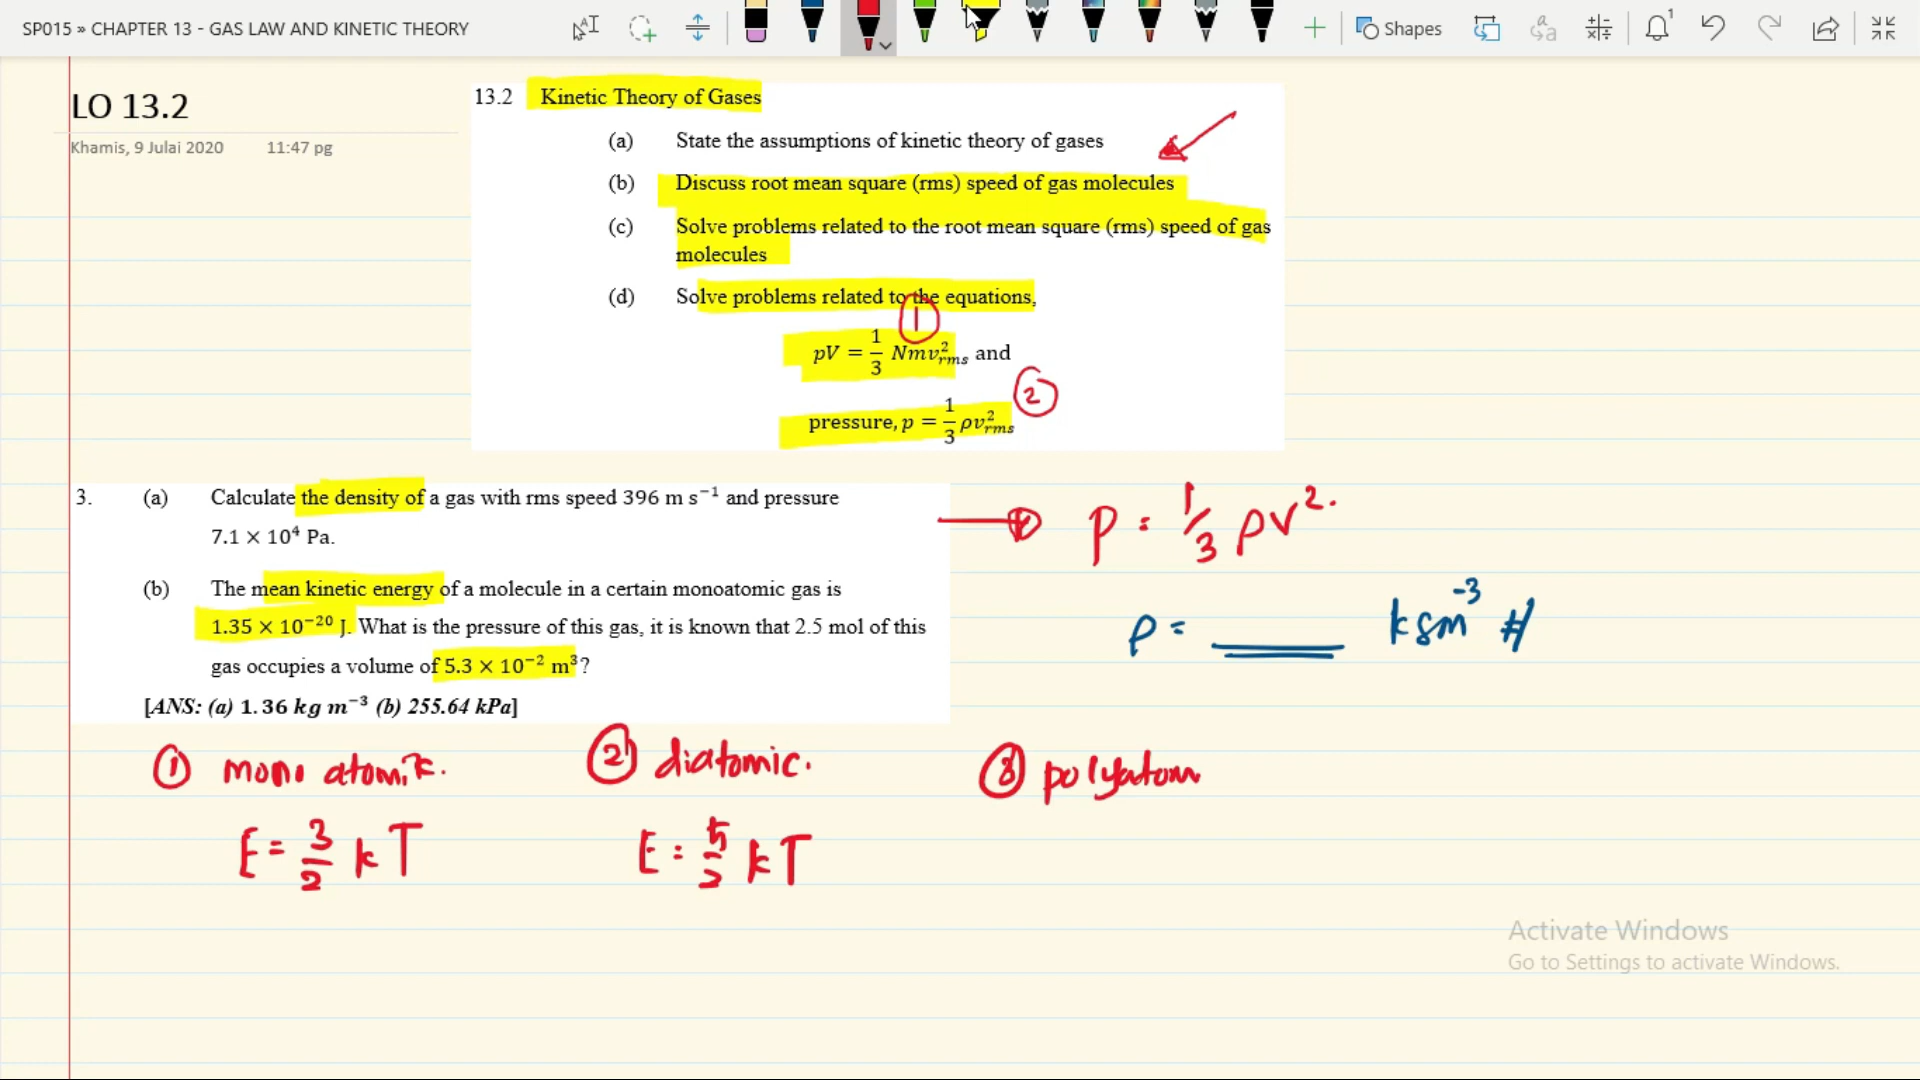 SP015 » CHAPTER 13 - GAS LAW AND KINETIC THEORY
Shapes
1
LO 13.2
Khamis, 9 Julai 2020 11:47 pg
13.2 Kinetic Theory of Gases
(a) State the assumptions of kinetic theory of gases
(b) Discuss root mean square (rms) speed of gas molecules
(c) Solve problems related to the root mean square (rms) speed of gas
molecules
(d) Solve problems related to the equations,
①
pV = 1/3 Nmv²rms and
②
pressure, p = 1/3 ρv²rms
3. (a) Calculate the density of a gas with rms speed 396 m s⁻¹ and pressure
7.1 × 10⁴ Pa.
(b) The mean kinetic energy of a molecule in a certain monoatomic gas is
1.35 × 10⁻²⁰ J. What is the pressure of this gas, it is known that 2.5 mol of this
gas occupies a volume of 5.3 × 10⁻² m³?
[ANS: (a) 1.36 kg m⁻³ (b) 255.64 kPa]
P = 1/3 ρv².
ρ = ____ kgm⁻³ #
① mono atomik. ② diatomic. ③ polyatom
E = 3/2 kT E = 5/2 kT
Activate Windows
Go to Settings to activate Windows.